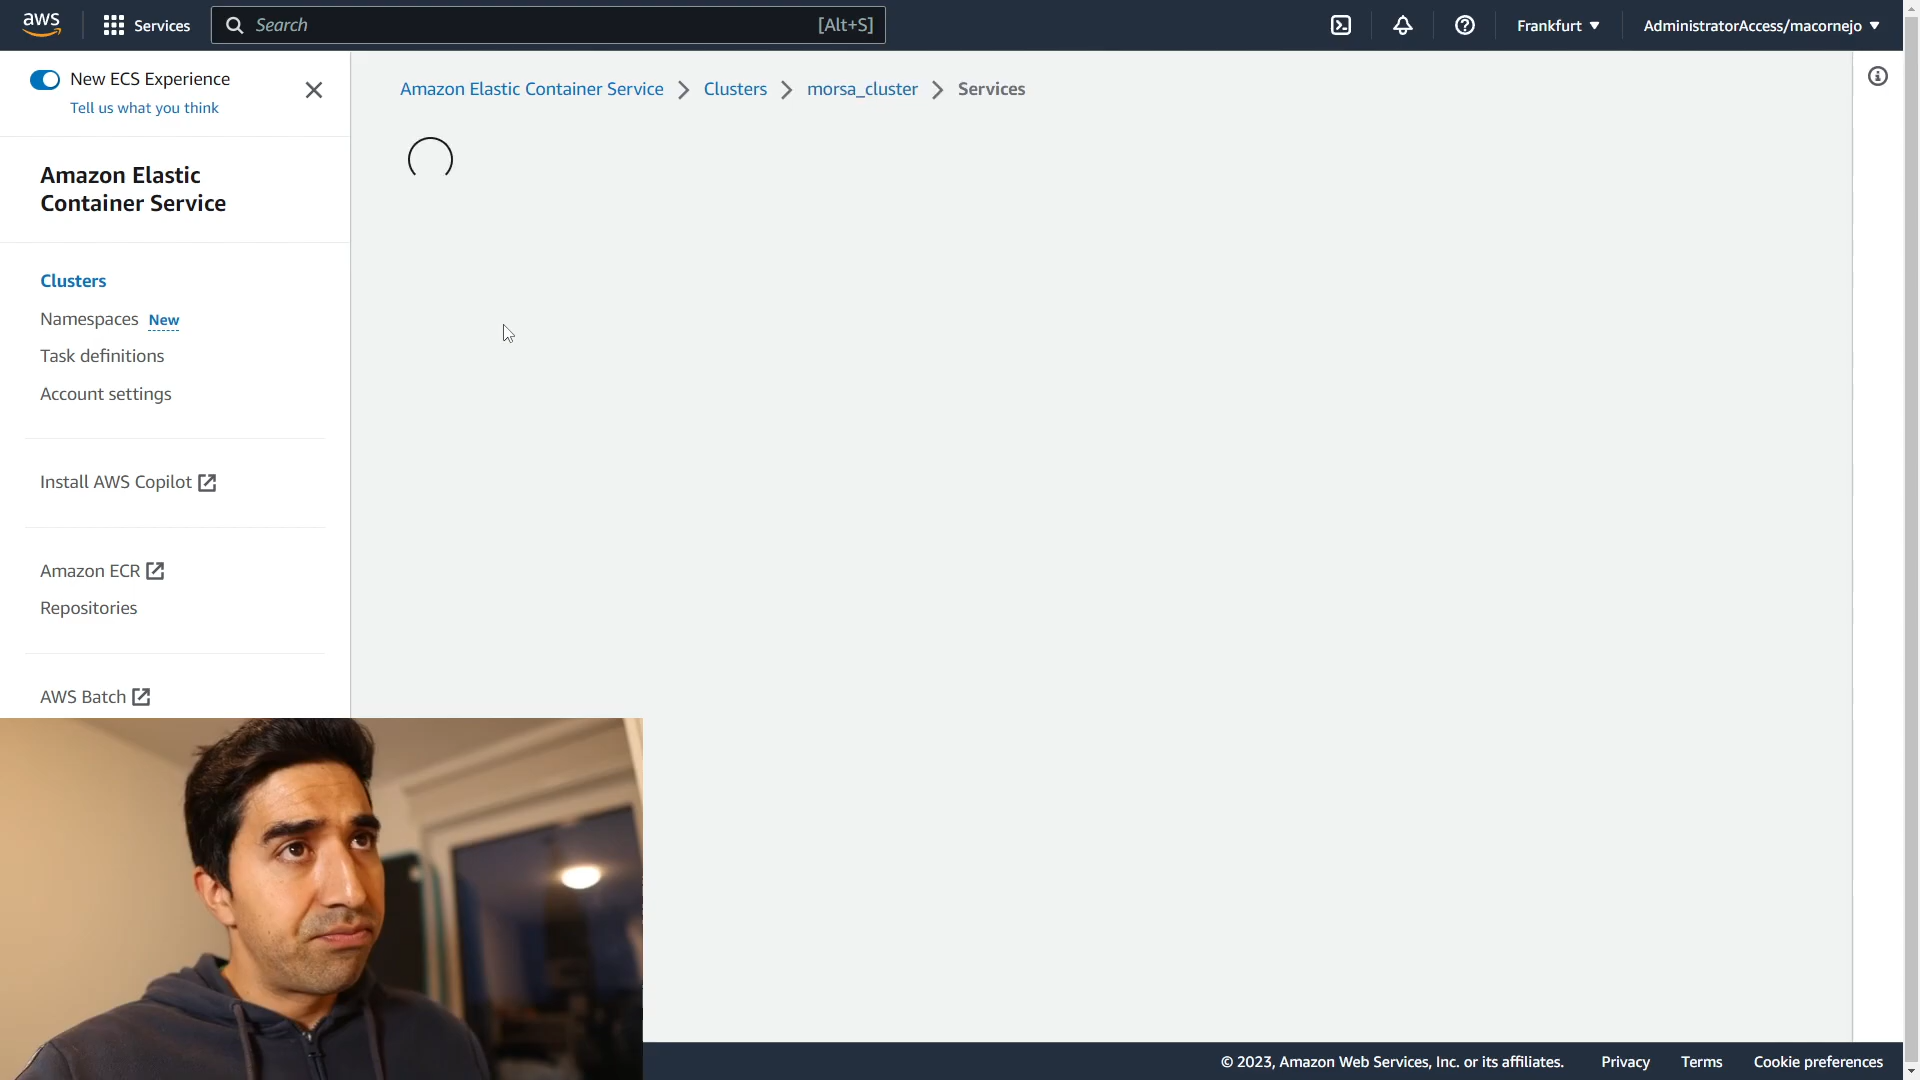 aws
Services
Search
[Alt+S]
Frankfurt
AdministratorAccess/macornejo
New ECS Experience
Tell us what you think
Amazon Elastic Container Service
Clusters
morsa_cluster
Services
Amazon Elastic
Container Service
Clusters
Namespaces New
Task definitions
Account settings
Install AWS Copilot
Amazon ECR
Repositories
AWS Batch
© 2023, Amazon Web Services, Inc. or its affiliates.
Privacy
Terms
Cookie preferences